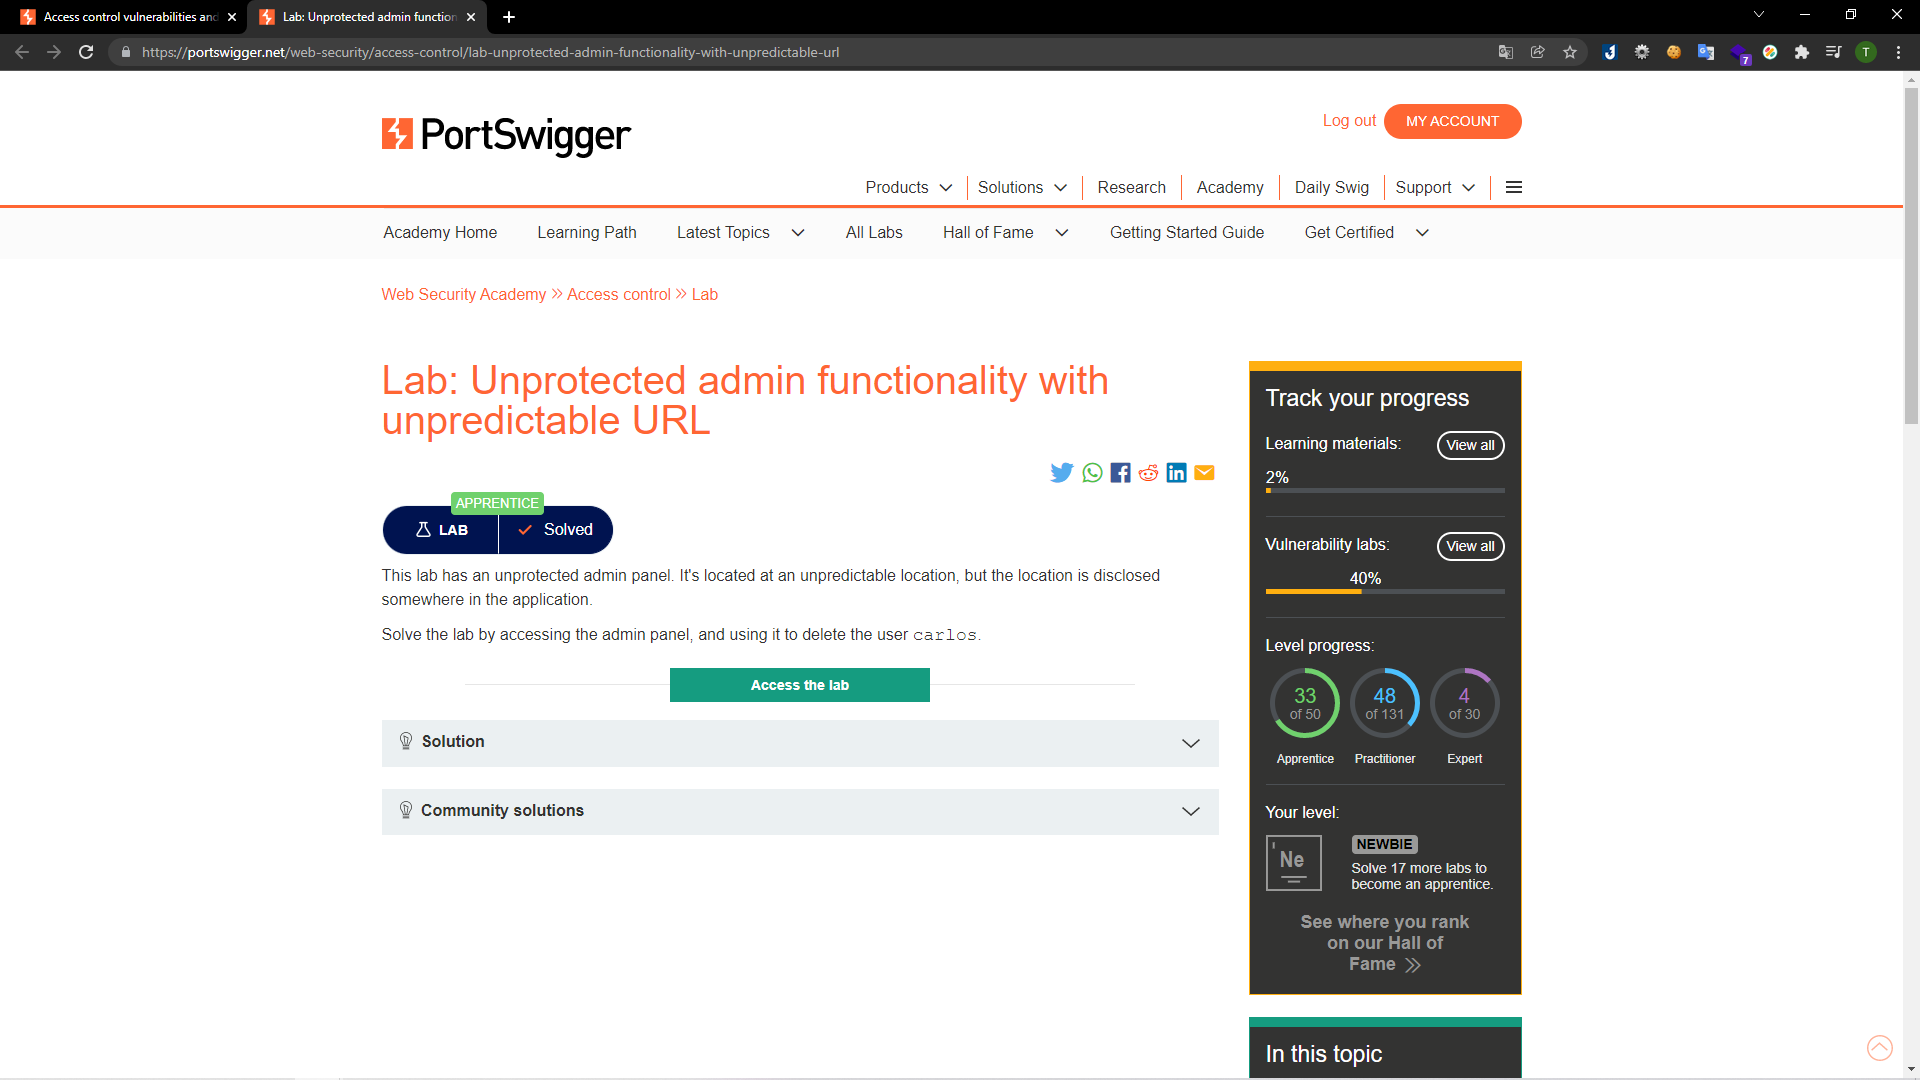 Access control vulnerabilities and
Lab: Unprotected admin function
https://portswigger.net/web-security/access-control/lab-unprotected-admin-functionality-with-unpredictable-url
7
T
PortSwigger
Log out
MY ACCOUNT
Products
Solutions
Research
Academy
Daily Swig
Support
Academy Home
Learning Path
Latest Topics
All Labs
Hall of Fame
Getting Started Guide
Get Certified
Web Security Academy » Access control » Lab
Lab: Unprotected admin functionality with
unpredictable URL
APPRENTICE
LAB
Solved
This lab has an unprotected admin panel. It's located at an unpredictable location, but the location is disclosed
somewhere in the application.
Solve the lab by accessing the admin panel, and using it to delete the user carlos.
Access the lab
Solution
Community solutions
Track your progress
Learning materials:
View all
2%
Vulnerability labs:
View all
40%
Level progress:
33
of 50
48
of 131
4
of 30
Apprentice
Practitioner
Expert
Your level:
Ne
NEWBIE
Solve 17 more labs to
become an apprentice.
See where you rank
on our Hall of
Fame »
In this topic